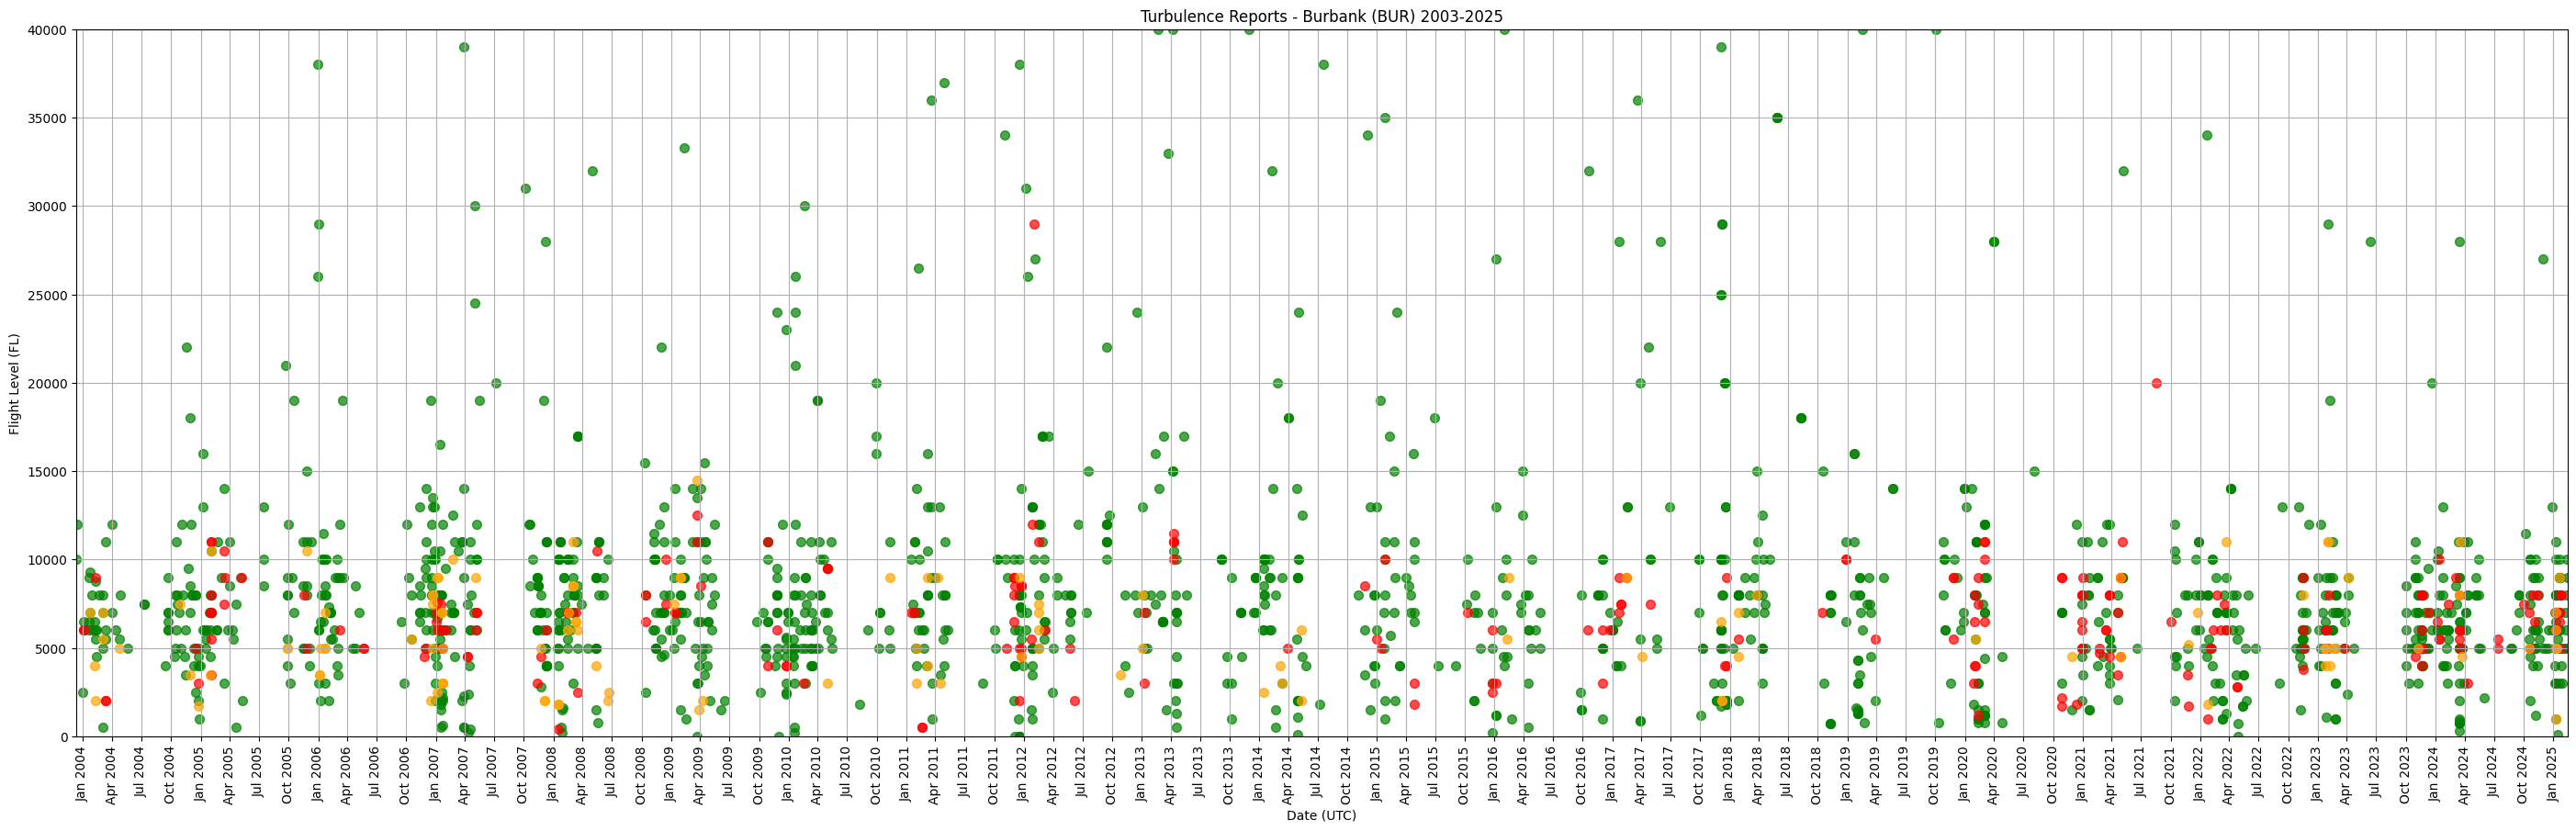 Turbulence Reports - Burbank (BUR) 2003-2025
Flight Level (FL)
40000
35000
30000
25000
20000
15000
10000
5000
0
Jan 2004
Apr 2004
Jul 2004
Oct 2004
Jan 2005
Apr 2005
Jul 2005
Oct 2005
Jan 2006
Apr 2006
Jul 2006
Oct 2006
Jan 2007
Apr 2007
Jul 2007
Oct 2007
Jan 2008
Apr 2008
Jul 2008
Oct 2008
Jan 2009
Apr 2009
Jul 2009
Oct 2009
Jan 2010
Apr 2010
Jul 2010
Oct 2010
Jan 2011
Apr 2011
Jul 2011
Oct 2011
Jan 2012
Apr 2012
Jul 2012
Oct 2012
Jan 2013
Apr 2013
Jul 2013
Oct 2013
Jan 2014
Apr 2014
Jul 2014
Oct 2014
Jan 2015
Apr 2015
Jul 2015
Oct 2015
Jan 2016
Apr 2016
Jul 2016
Oct 2016
Jan 2017
Apr 2017
Jul 2017
Oct 2017
Jan 2018
Apr 2018
Jul 2018
Oct 2018
Jan 2019
Apr 2019
Jul 2019
Oct 2019
Jan 2020
Apr 2020
Jul 2020
Oct 2020
Jan 2021
Apr 2021
Jul 2021
Oct 2021
Jan 2022
Apr 2022
Jul 2022
Oct 2022
Jan 2023
Apr 2023
Jul 2023
Oct 2023
Jan 2024
Apr 2024
Jul 2024
Oct 2024
Jan 2025
Date (UTC)